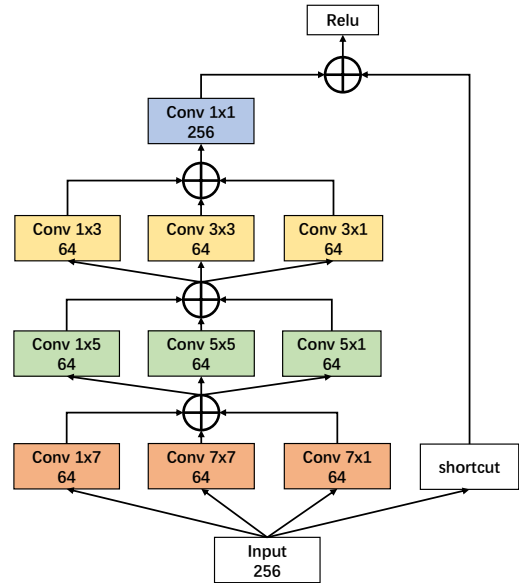 Relu
Conv 1x1
256
Conv 1x3
64
Conv 3x3
64
Conv 3x1
64
Conv 1x5
64
Conv 5x5
64
Conv 5x1
64
Conv 1x7
64
Conv 7x7
64
Conv 7x1
64
shortcut
Input
256